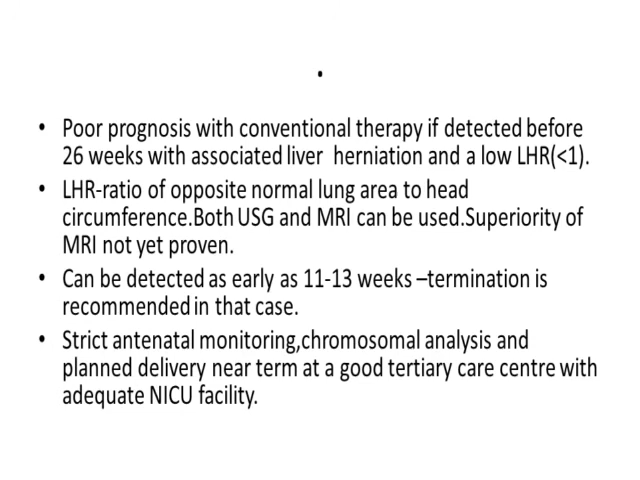 •
• Poor prognosis with conventional therapy if detected before
26 weeks with associated liver herniation and a low LHR(<1).
• LHR-ratio of opposite normal lung area to head
circumference.Both USG and MRI can be used.Superiority of
MRI not yet proven.
• Can be detected as early as 11-13 weeks –termination is
recommended in that case.
• Strict antenatal monitoring,chromosomal analysis and
planned delivery near term at a good tertiary care centre with
adequate NICU facility.